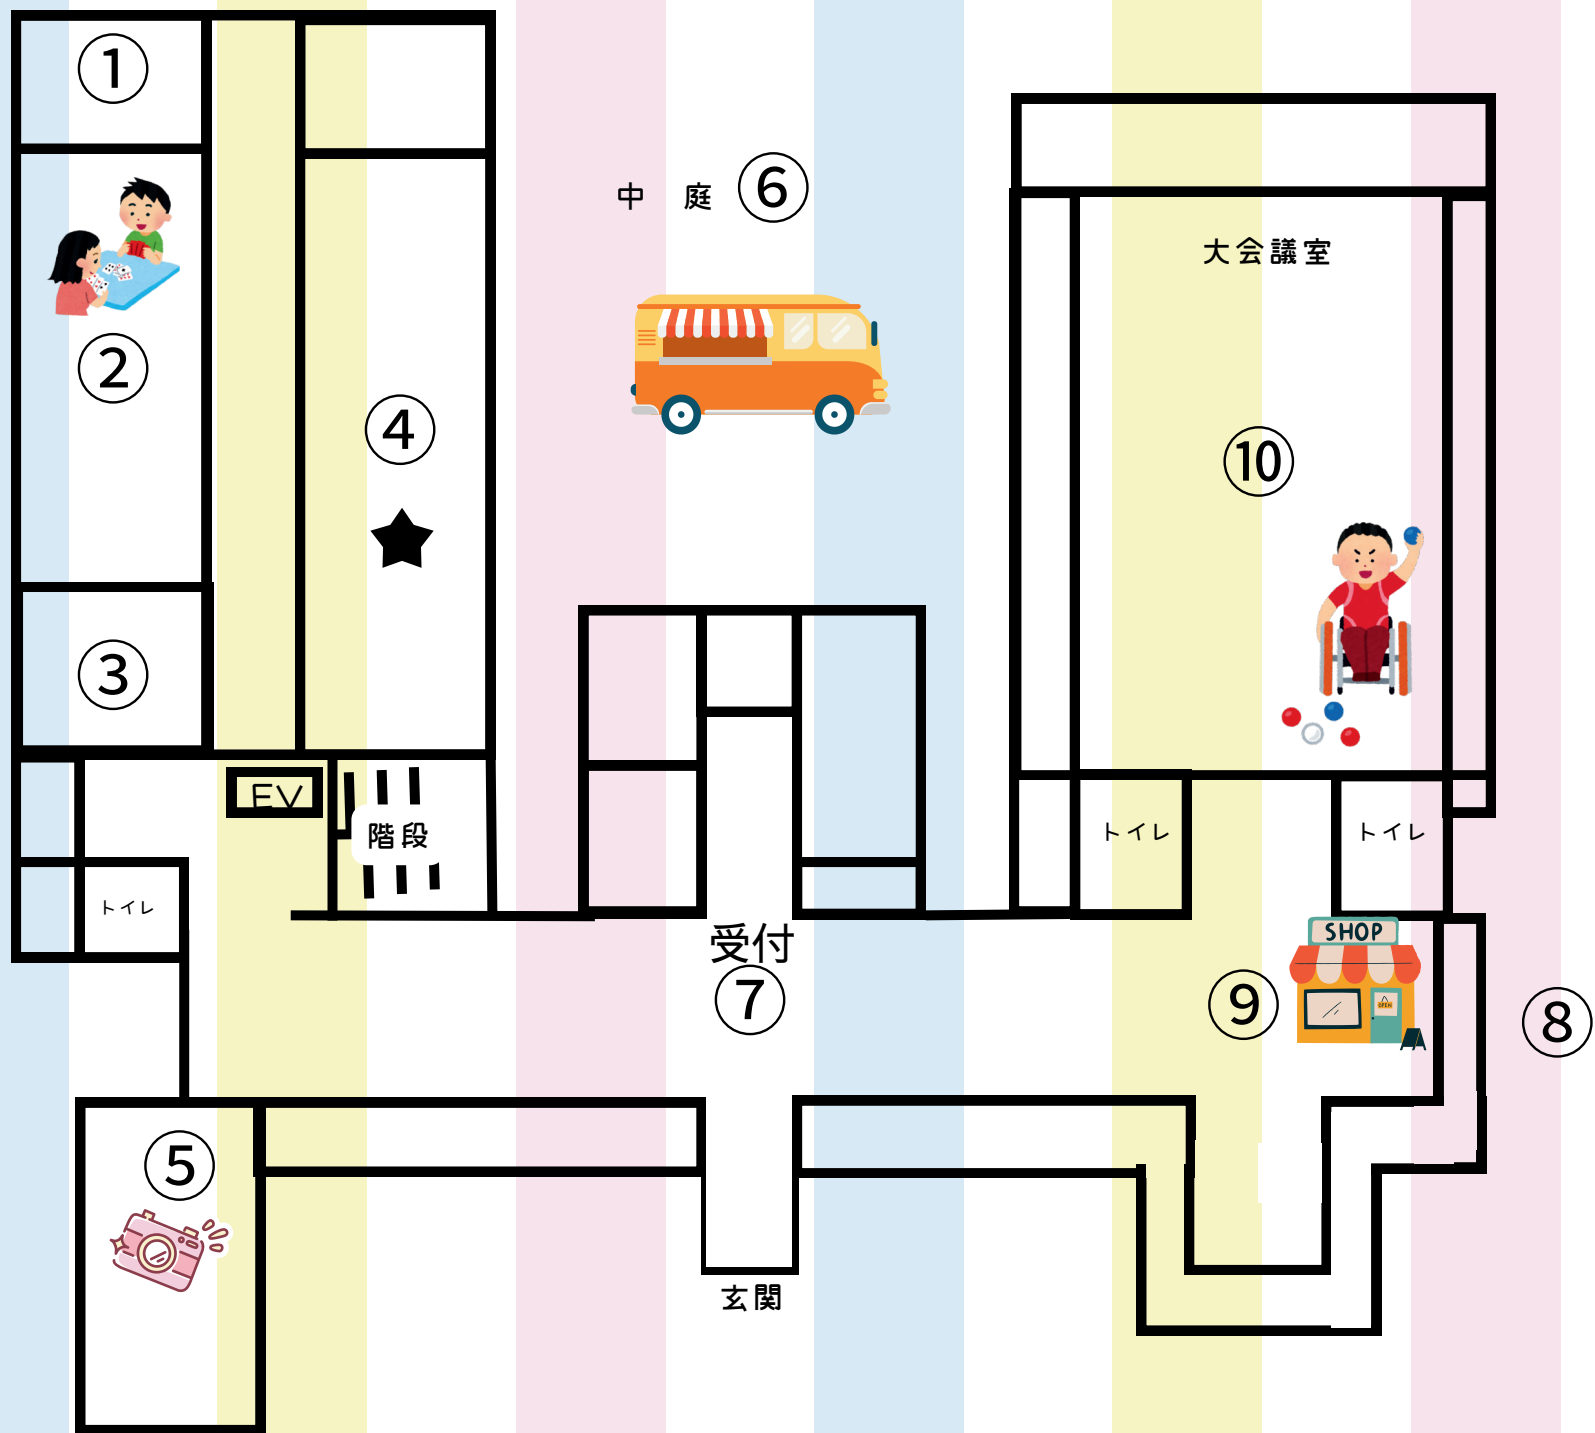 ①
②
③
④
中 庭 ⑥
大会議室
⑩
EV
階段
トイレ
トイレ
トイレ
受付
⑦
SHOP
OPEN
⑨
⑧
⑤
玄関